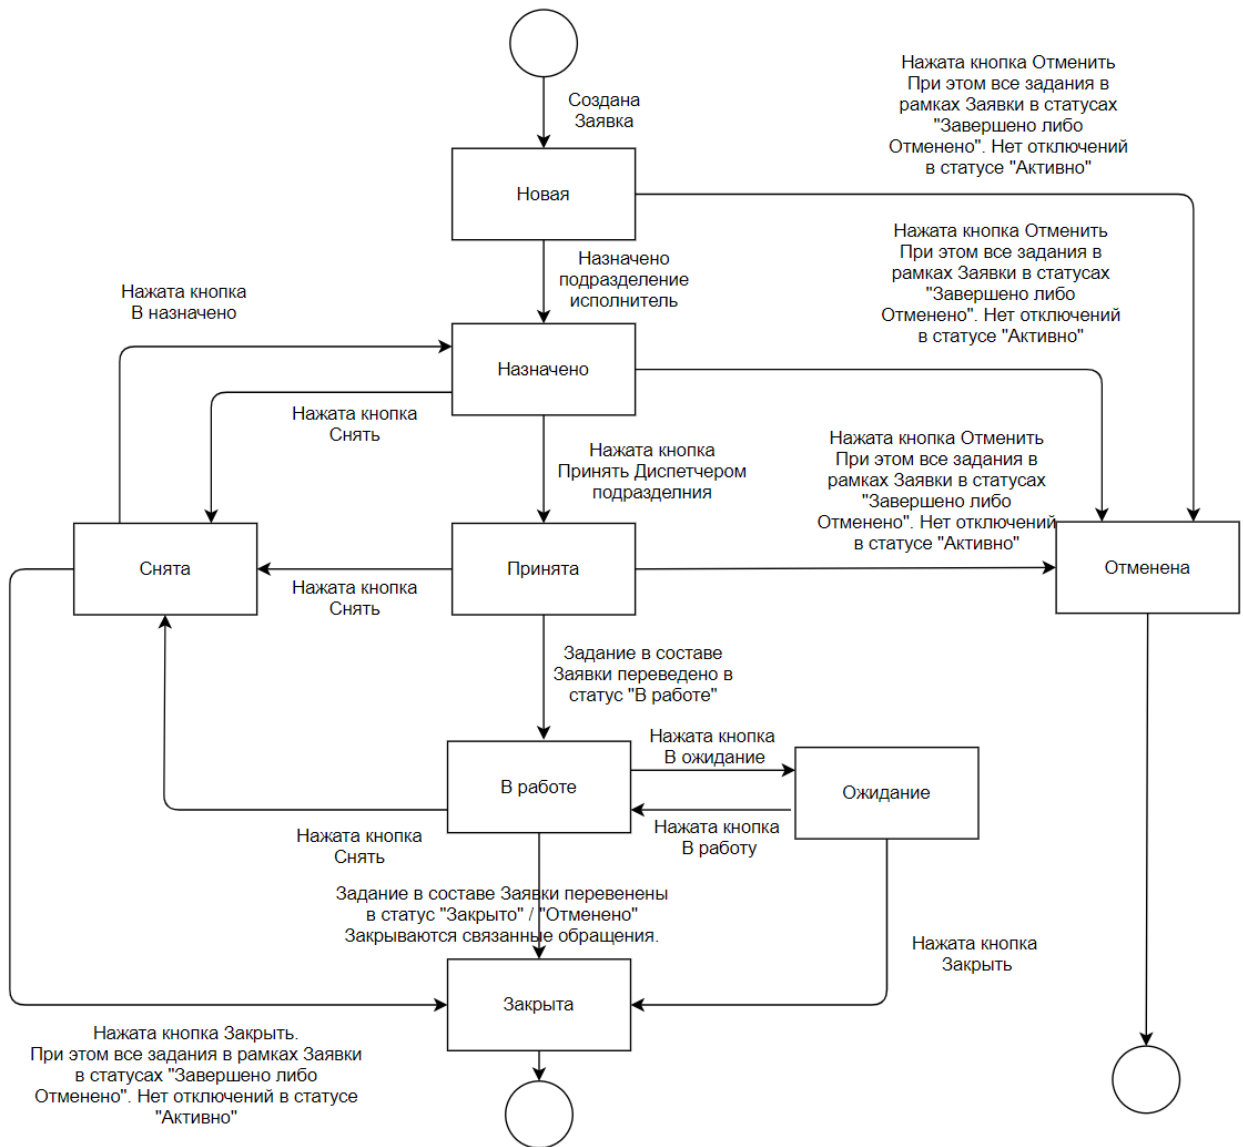 Создана
Заявка
Нажата кнопка Отменить
При этом все задания в
рамках Заявки в статусах
"Завершено либо
Отменено". Нет отключений
в статусе "Активно"
Новая
Назначено
подразделение
исполнитель
Нажата кнопка Отменить
При этом все задания в
рамках Заявки в статусах
"Завершено либо
Отменено". Нет отключений
в статусе "Активно"
Нажата кнопка
В назначено
Назначено
Нажата кнопка
Снять
Нажата кнопка
Принять Диспетчером
подразделния
Нажата кнопка Отменить
При этом все задания в
рамках Заявки в статусах
"Завершено либо
Отменено". Нет отключений
в статусе "Активно"
Снята
Нажата кнопка
Снять
Принята
Отменена
Задание в составе
Заявки переведено в
статус "В работе"
Нажата кнопка
В ожидание
В работе
Ожидание
Нажата кнопка
Снять
Нажата кнопка
В работу
Задание в составе Заявки перевенены
в статус "Закрыто" / "Отменено"
Закрываются связанные обращения.
Нажата кнопка
Закрыть
Закрыта
Нажата кнопка Закрыть.
При этом все задания в рамках Заявки
в статусах "Завершено либо
Отменено". Нет отключений в статусе
"Активно"